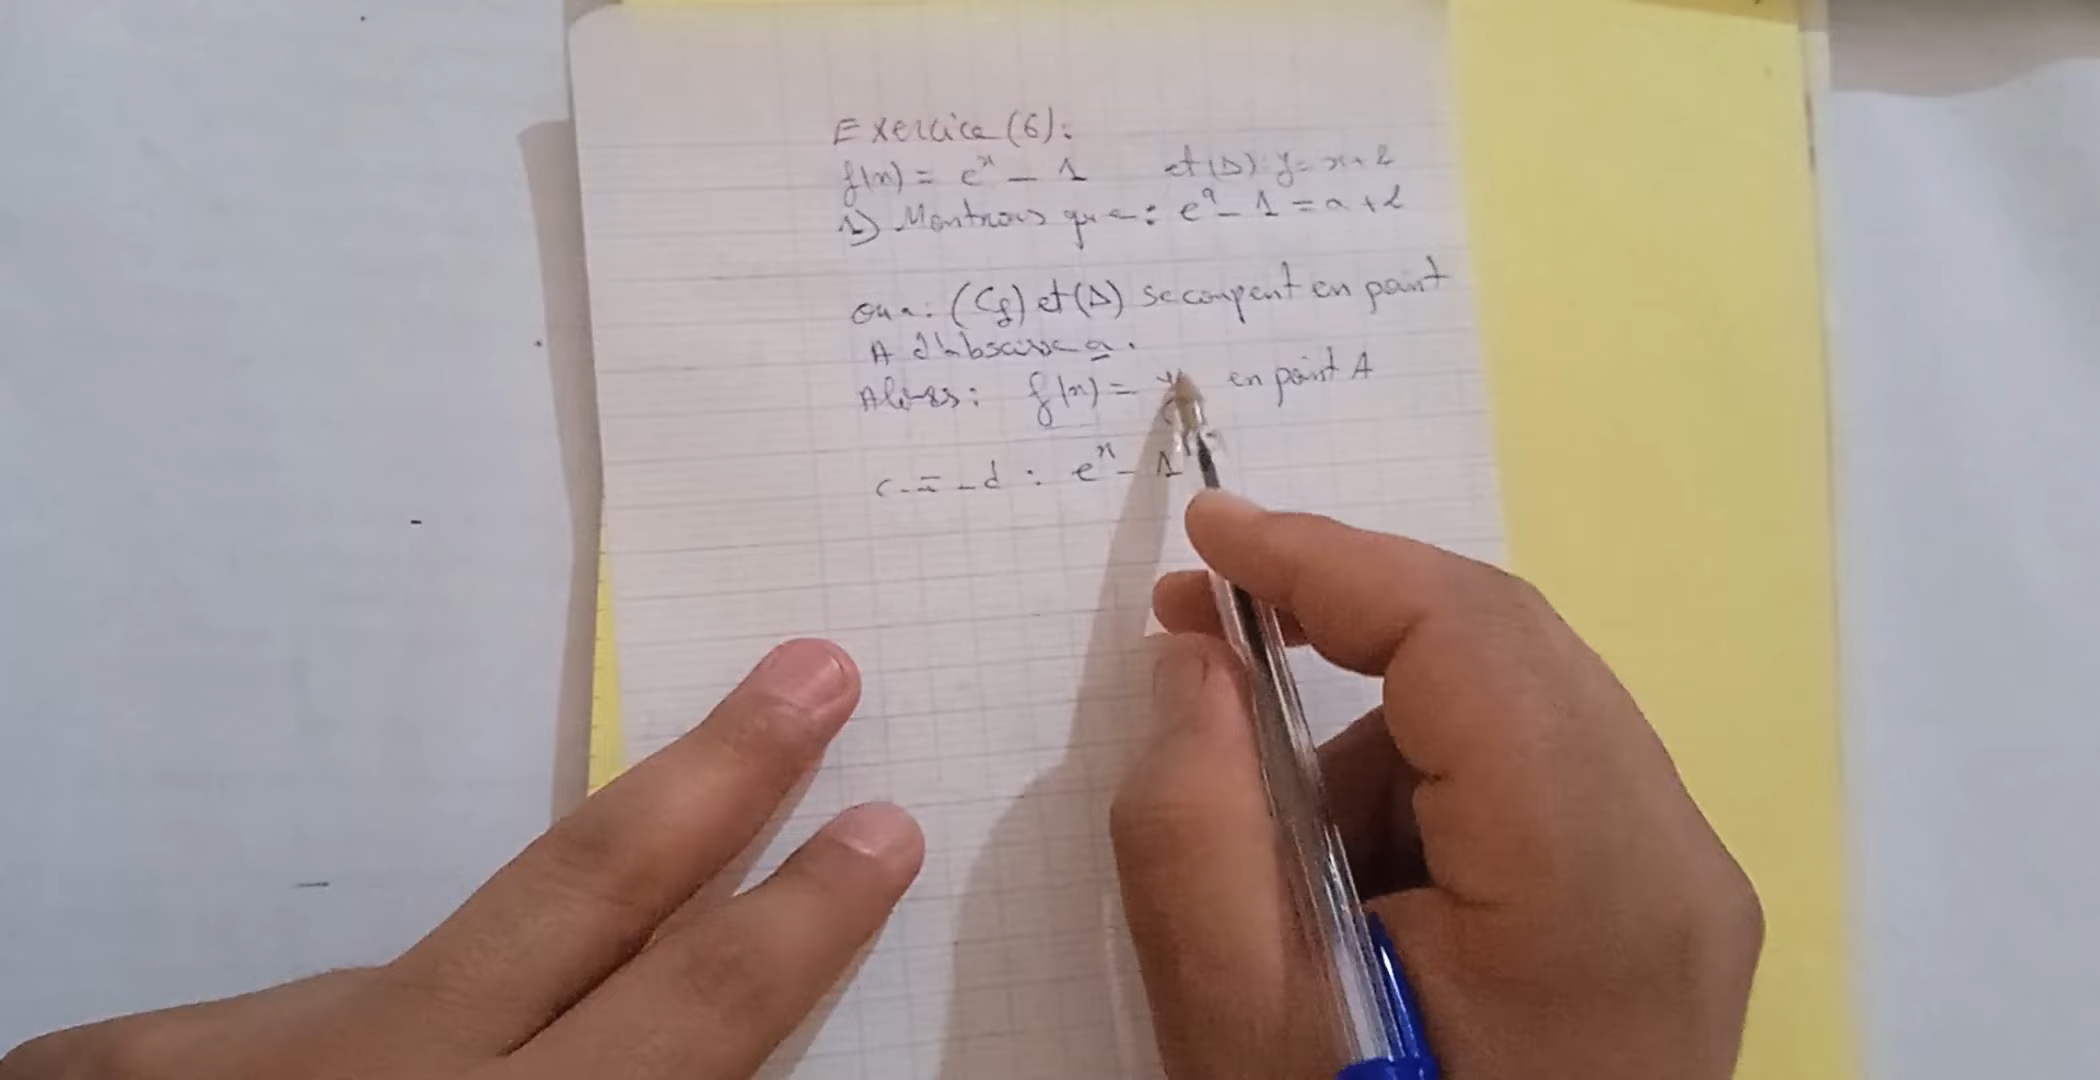 Exercice (6):
f(x) = e^x - 1 et (Δ): y = x + 2
1) Montrons que: e^a - 1 = a + 2
on a: (Cf) et (Δ) se coupent en point
A d'abscisse a.
Alors: f(x) = y en point A
c-à-d : e^x - 1